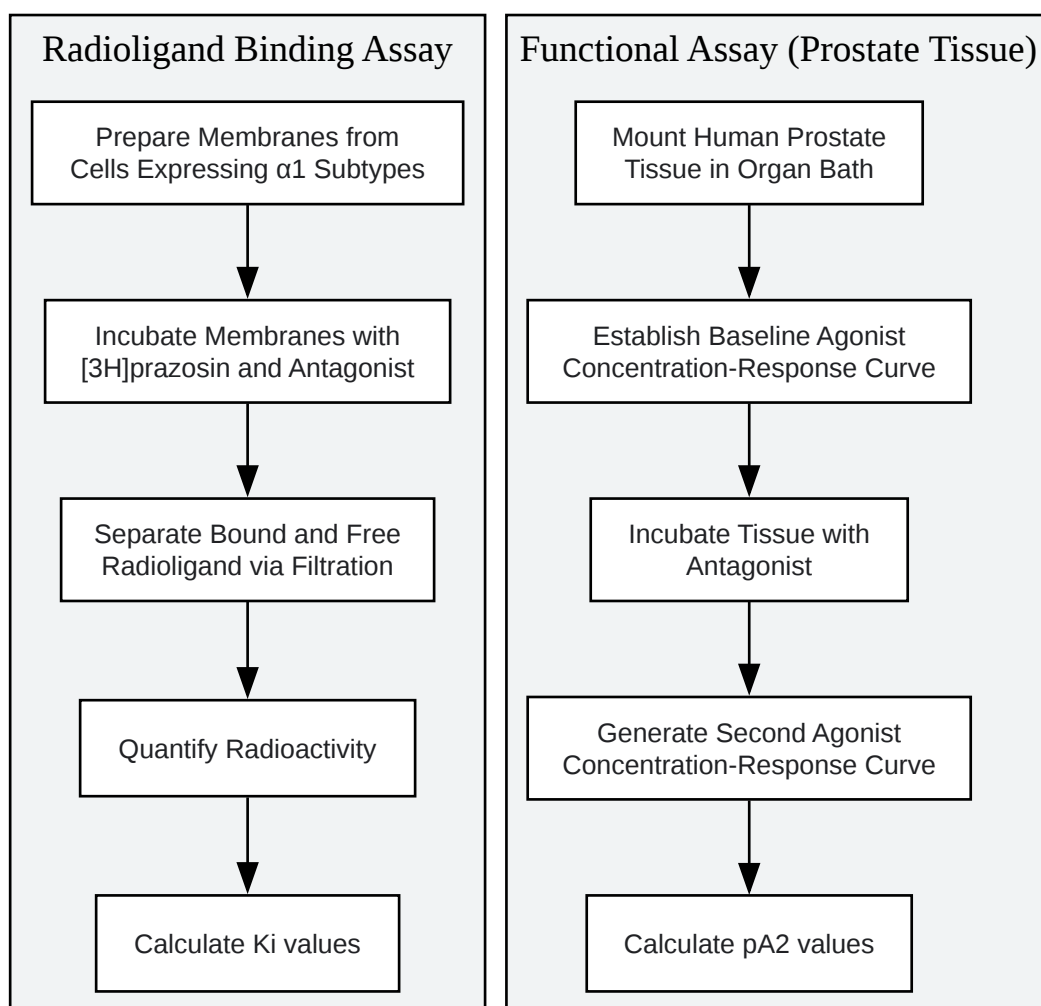 Radioligand Binding Assay
Prepare Membranes from
Cells Expressing α1 Subtypes
Incubate Membranes with
[3H]prazosin and Antagonist
Separate Bound and Free
Radioligand via Filtration
Quantify Radioactivity
Calculate Ki values
Functional Assay (Prostate Tissue)
Mount Human Prostate
Tissue in Organ Bath
Establish Baseline Agonist
Concentration-Response Curve
Incubate Tissue with
Antagonist
Generate Second Agonist
Concentration-Response Curve
Calculate pA2 values